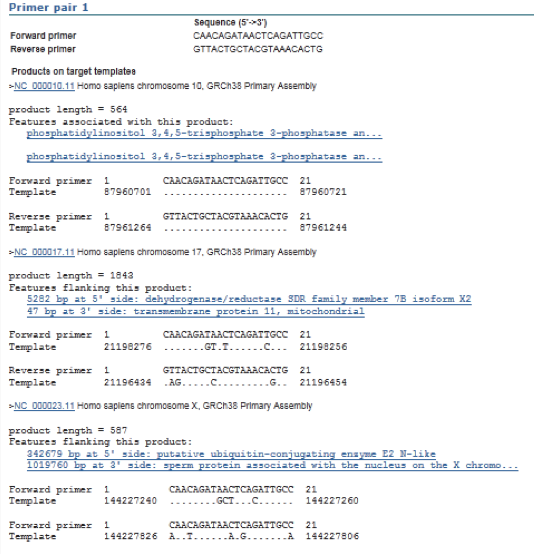 Primer pair 1
Sequence (5'->3')
Forward primer CAACAGATAACTCAGATTGCC
Reverse primer GTTACTGCTACGTAAACACTG
Products on target templates
>NC_000010.11 Homo sapiens chromosome 10, GRCh38 Primary Assembly
product length = 564
Features associated with this product:
phosphatidylinositol 3,4,5-trisphosphate 3-phosphatase an...
phosphatidylinositol 3,4,5-trisphosphate 3-phosphatase an...
Forward primer 1 CAACAGATAACTCAGATTGCC 21
Template 87960701 ..................... 87960721
Reverse primer 1 GTTACTGCTACGTAAACACTG 21
Template 87961264 ..................... 87961244
>NC_000017.11 Homo sapiens chromosome 17, GRCh38 Primary Assembly
product length = 1843
Features flanking this product:
5282 bp at 5' side: dehydrogenase/reductase SDR family member 7B isoform X2
47 bp at 3' side: transmembrane protein 11, mitochondrial
Forward primer 1 CAACAGATAACTCAGATTGCC 21
Template 21198276 .......GT.T......C... 21198256
Reverse primer 1 GTTACTGCTACGTAAACACTG 21
Template 21196434 .AG.....C.........G.. 21196454
>NC_000023.11 Homo sapiens chromosome X, GRCh38 Primary Assembly
product length = 587
Features flanking this product:
342679 bp at 5' side: putative ubiquitin-conjugating enzyme E2 N-like
1019760 bp at 3' side: sperm protein associated with the nucleus on the X chromo...
Forward primer 1 CAACAGATAACTCAGATTGCC 21
Template 144227240 ........GCT...C...... 144227260
Forward primer 1 CAACAGATAACTCAGATTGCC 21
Template 144227826 A..T......A.G.......A 144227806